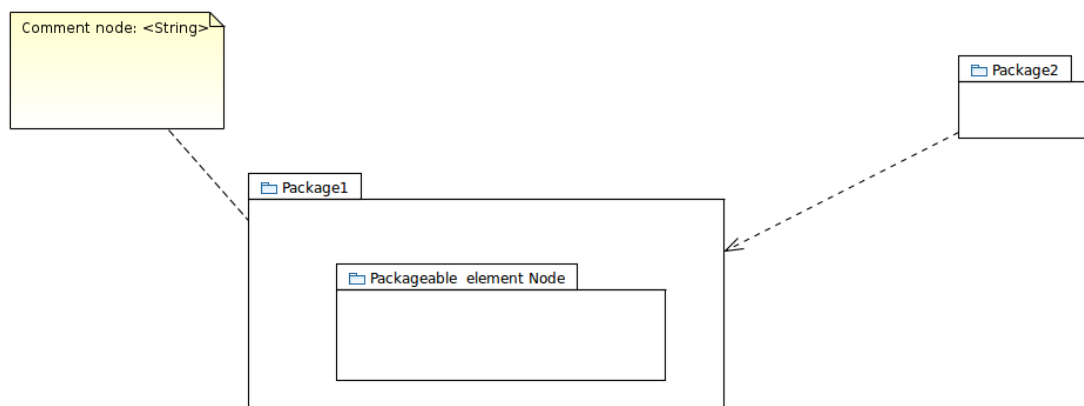 Comment node: <String>
Package2
Package1
Packageable element Node